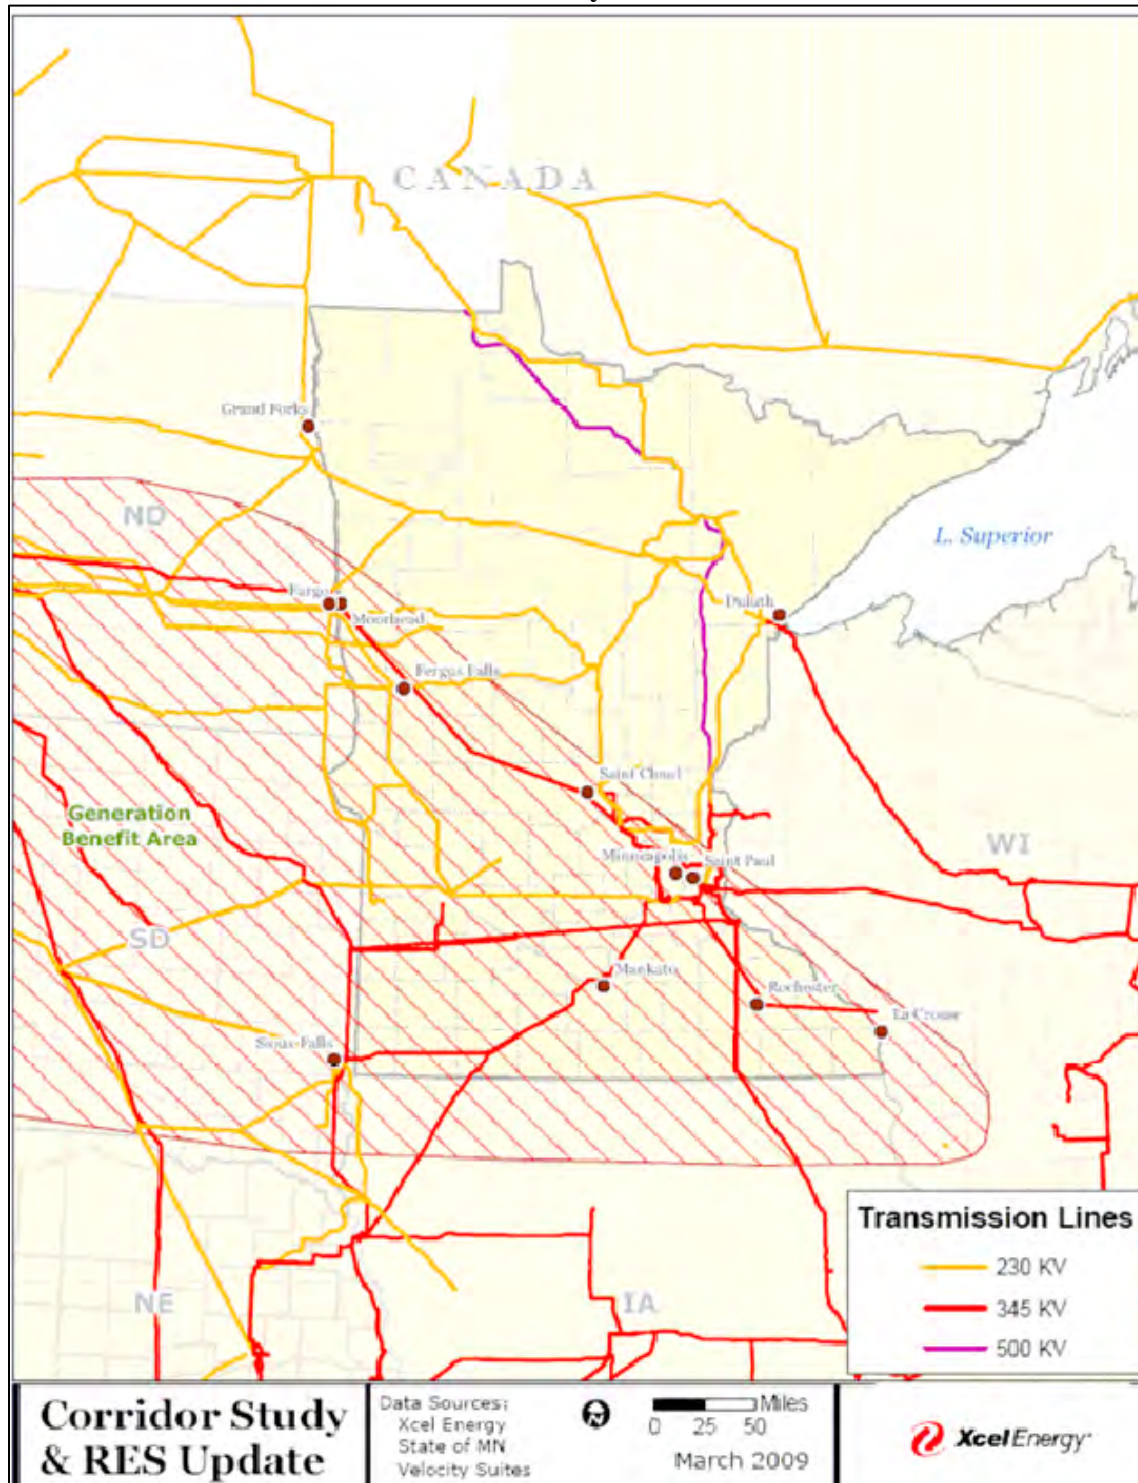 CANADA
Grand Forks
ND
L. Superior
Fargo
Moorhead
Duluth
Fergus Falls
Saint Cloud
Generation
Benefit Area
Minneapolis
Saint Paul
WI
SD
Mankato
Rochester
La Crosse
Sioux Falls
NE
IA
Transmission Lines
230 KV
345 KV
500 KV
Corridor Study
& RES Update
Data Sources:
Xcel Energy
State of MN
Velocity Suites
N
Miles
0 25 50
March 2009
Xcel Energy